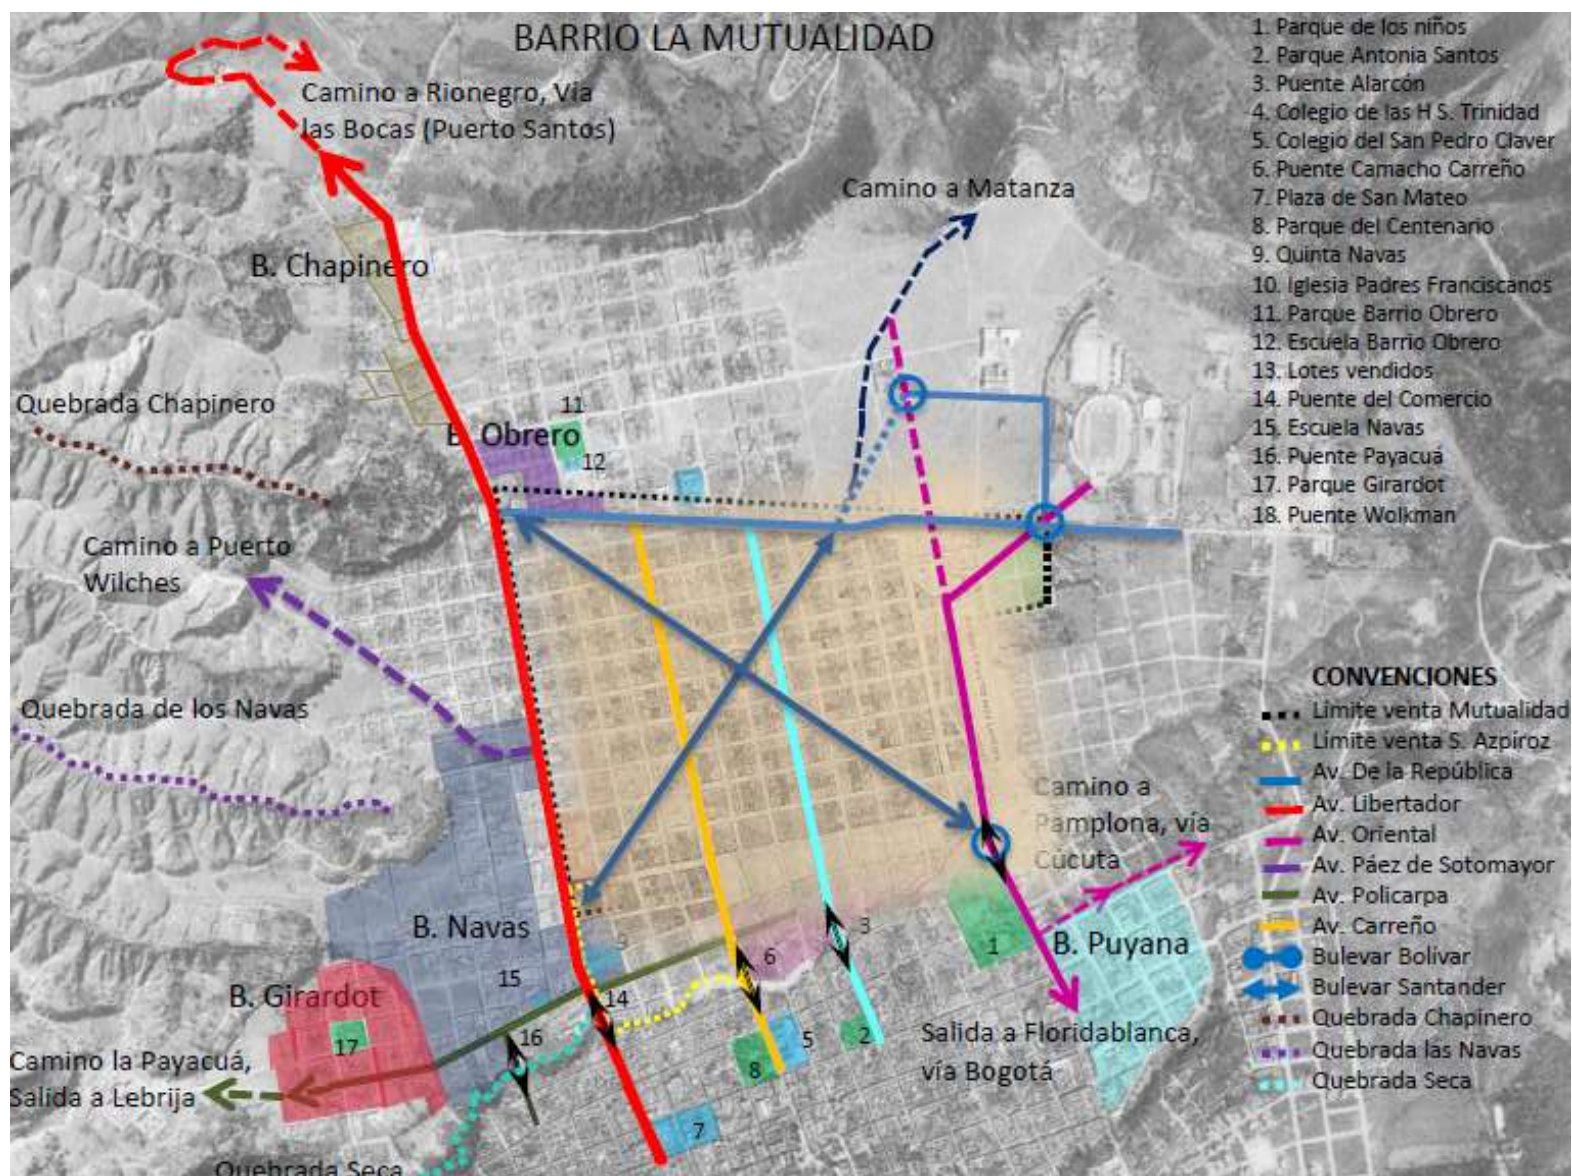 BARRIO LA MUTUALIDAD
1. Parque de los niños
2. Parque Antonia Santos
3. Puente Alarcón
4. Colegio de las H S. Trinidad
5. Colegio del San Pedro Claver
6. Puente Camacho Carreño
7. Plaza de San Mateo
8. Parque del Centenario
9. Quinta Navas
10. Iglesia Padres Franciscanos
11. Parque Barrio Obrero
12. Escuela Barrio Obrero
13. Lotes vendidos
14. Puente del Comercio
15. Escuela Navas
16. Puente Payacuá
17. Parque Girardot
18. Puente Wolkman
Camino a Rionegro, Vía
las Bocas (Puerto Santos)
Camino a Matanza
B. Chapinero
Quebrada Chapinero
11
B. Obrero
12
Camino a Puerto
Wilches
Quebrada de los Navas
CONVENCIONES
Límite venta Mutualidad
Límite venta S. Azpiroz
Av. De la República
Av. Libertador
Av. Oriental
Av. Páez de Sotomayor
Av. Policarpa
Av. Carreño
Bulevar Bolívar
Bulevar Santander
Quebrada Chapinero
Quebrada las Navas
Quebrada Seca
Camino a
Pamplona, vía
Cúcuta
B. Navas
3
6
1
B. Puyana
15
B. Girardot
14
16
17
5
2
8
7
Salida a Floridablanca,
vía Bogotá
Camino la Payacuá,
Salida a Lebrija
Quebrada Seca